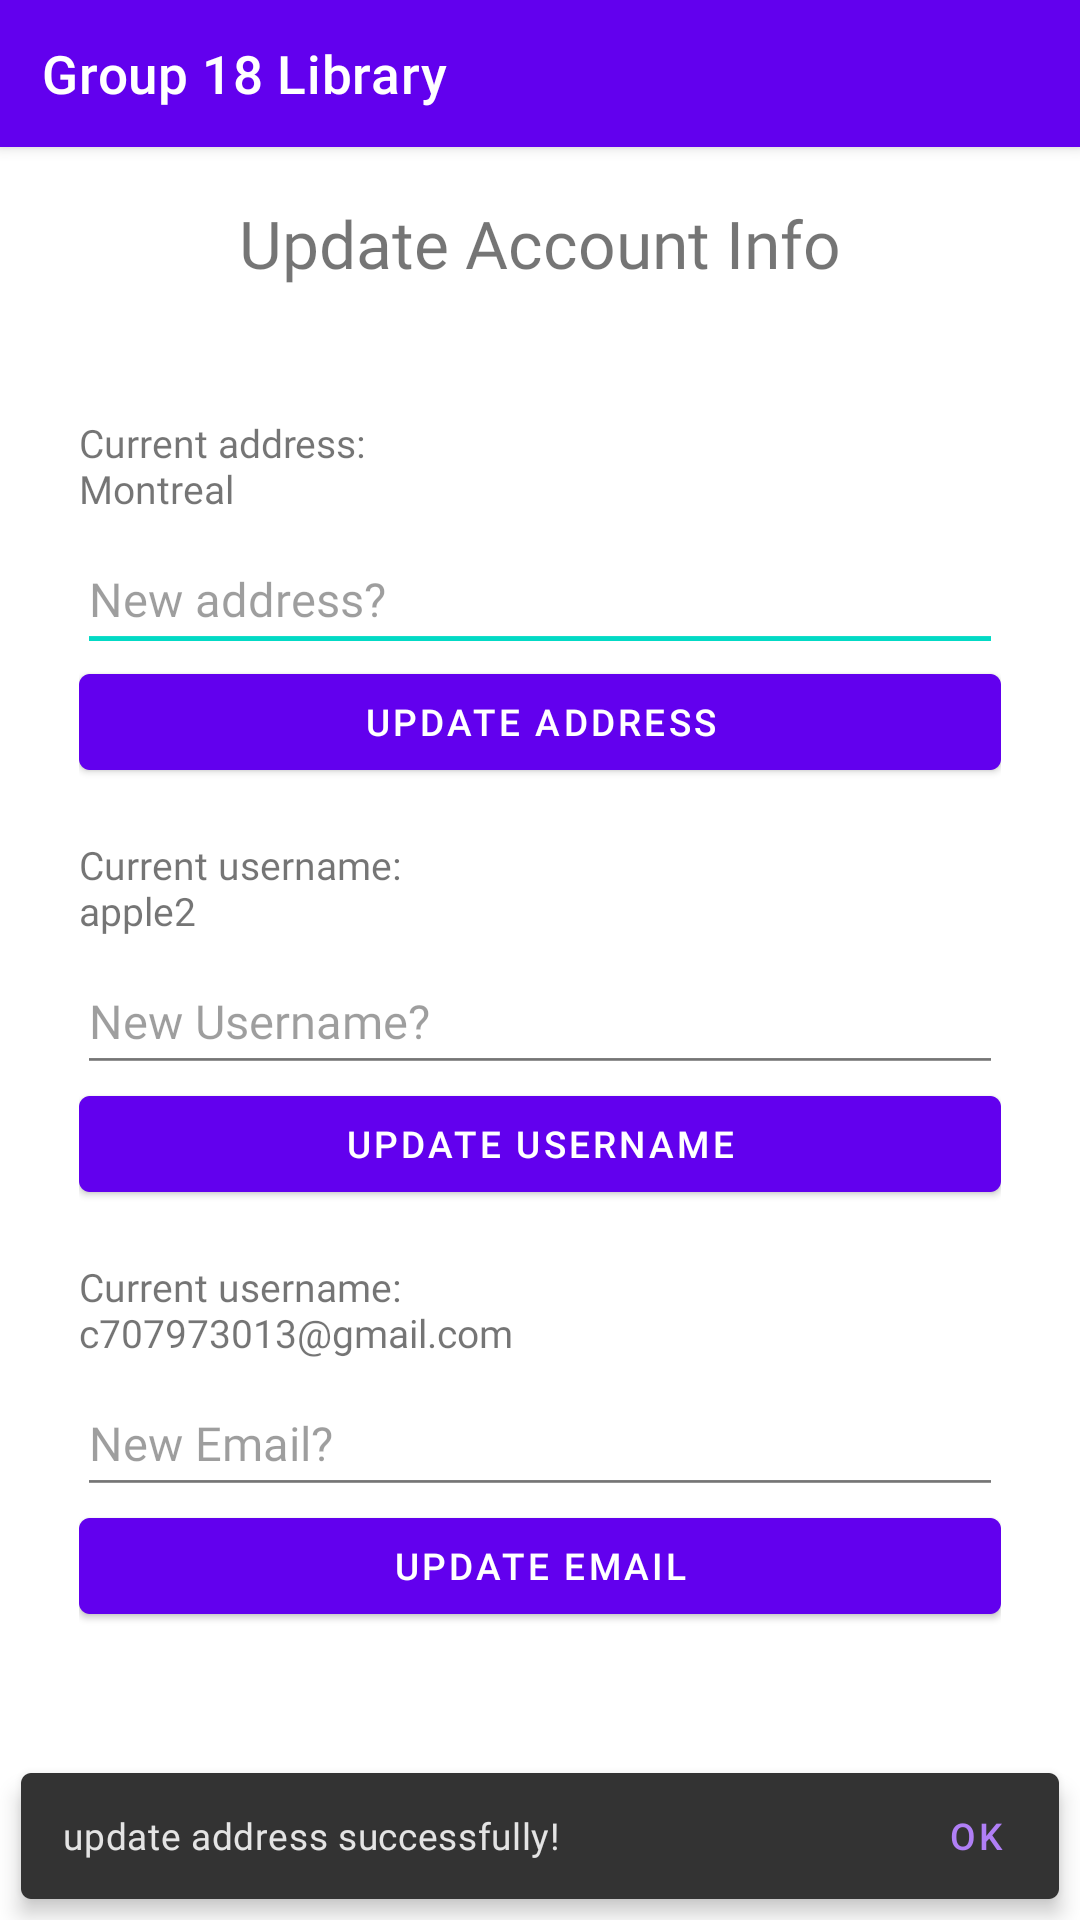 Group 18 Library
Update Account Info
Current address:
Montreal
New address?
UPDATE ADDRESS
Current username:
apple2
New Username?
UPDATE USERNAME
Current username:
c707973013@gmail.com
New Email?
UPDATE EMAIL
update address successfully! OK